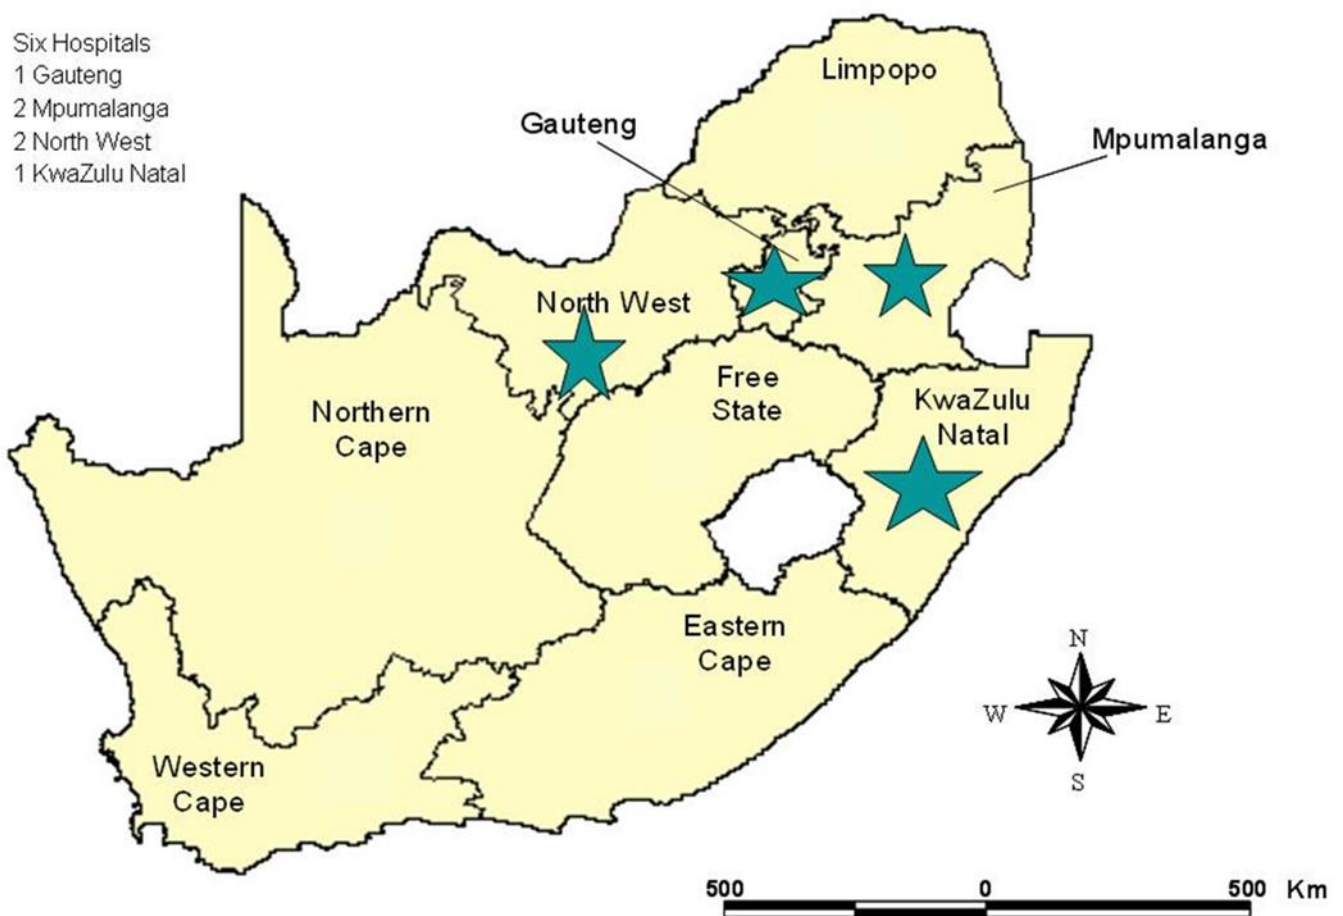 Six Hospitals
1 Gauteng
2 Mpumalanga
2 North West
1 KwaZulu Natal
Limpopo
Gauteng
Mpumalanga
North West
Free
State
KwaZulu
Natal
Northern
Cape
Eastern
Cape
Western
Cape
N
W
E
S
500 0 500 Km